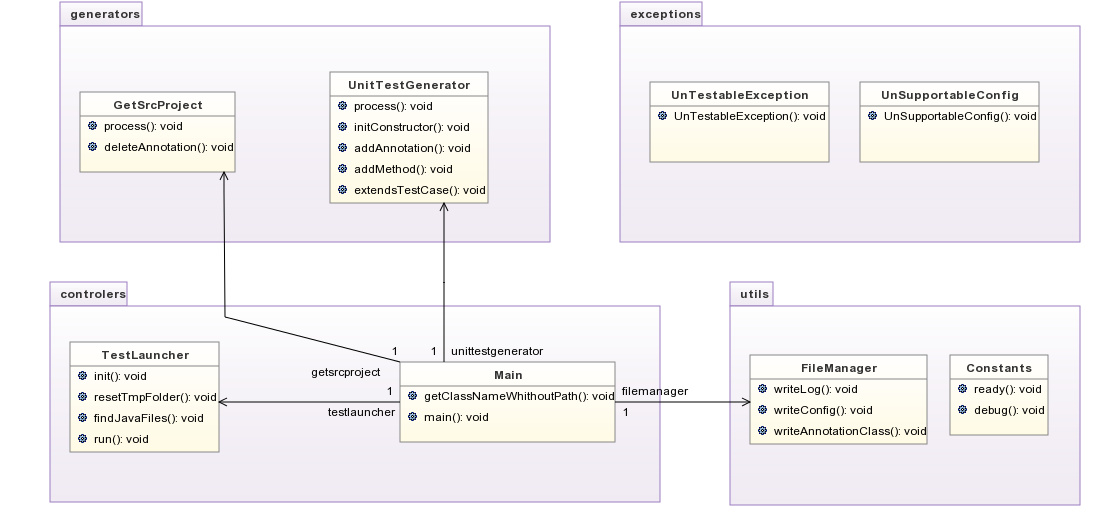 generators
GetSrcProject
process(): void
deleteAnnotation(): void
UnitTestGenerator
process(): void
initConstructor(): void
addAnnotation(): void
addMethod(): void
extendsTestCase(): void
exceptions
UnTestableException
UnTestableException(): void
UnSupportableConfig
UnSupportableConfig(): void
controlers
TestLauncher
init(): void
resetTmpFolder(): void
findJavaFiles(): void
run(): void
1
getsrcproject
1
unittestgenerator
1
testlauncher
Main
getClassNameWhithoutPath(): void
main(): void
filemanager
1
utils
FileManager
writeLog(): void
writeConfig(): void
writeAnnotationClass(): void
Constants
ready(): void
debug(): void